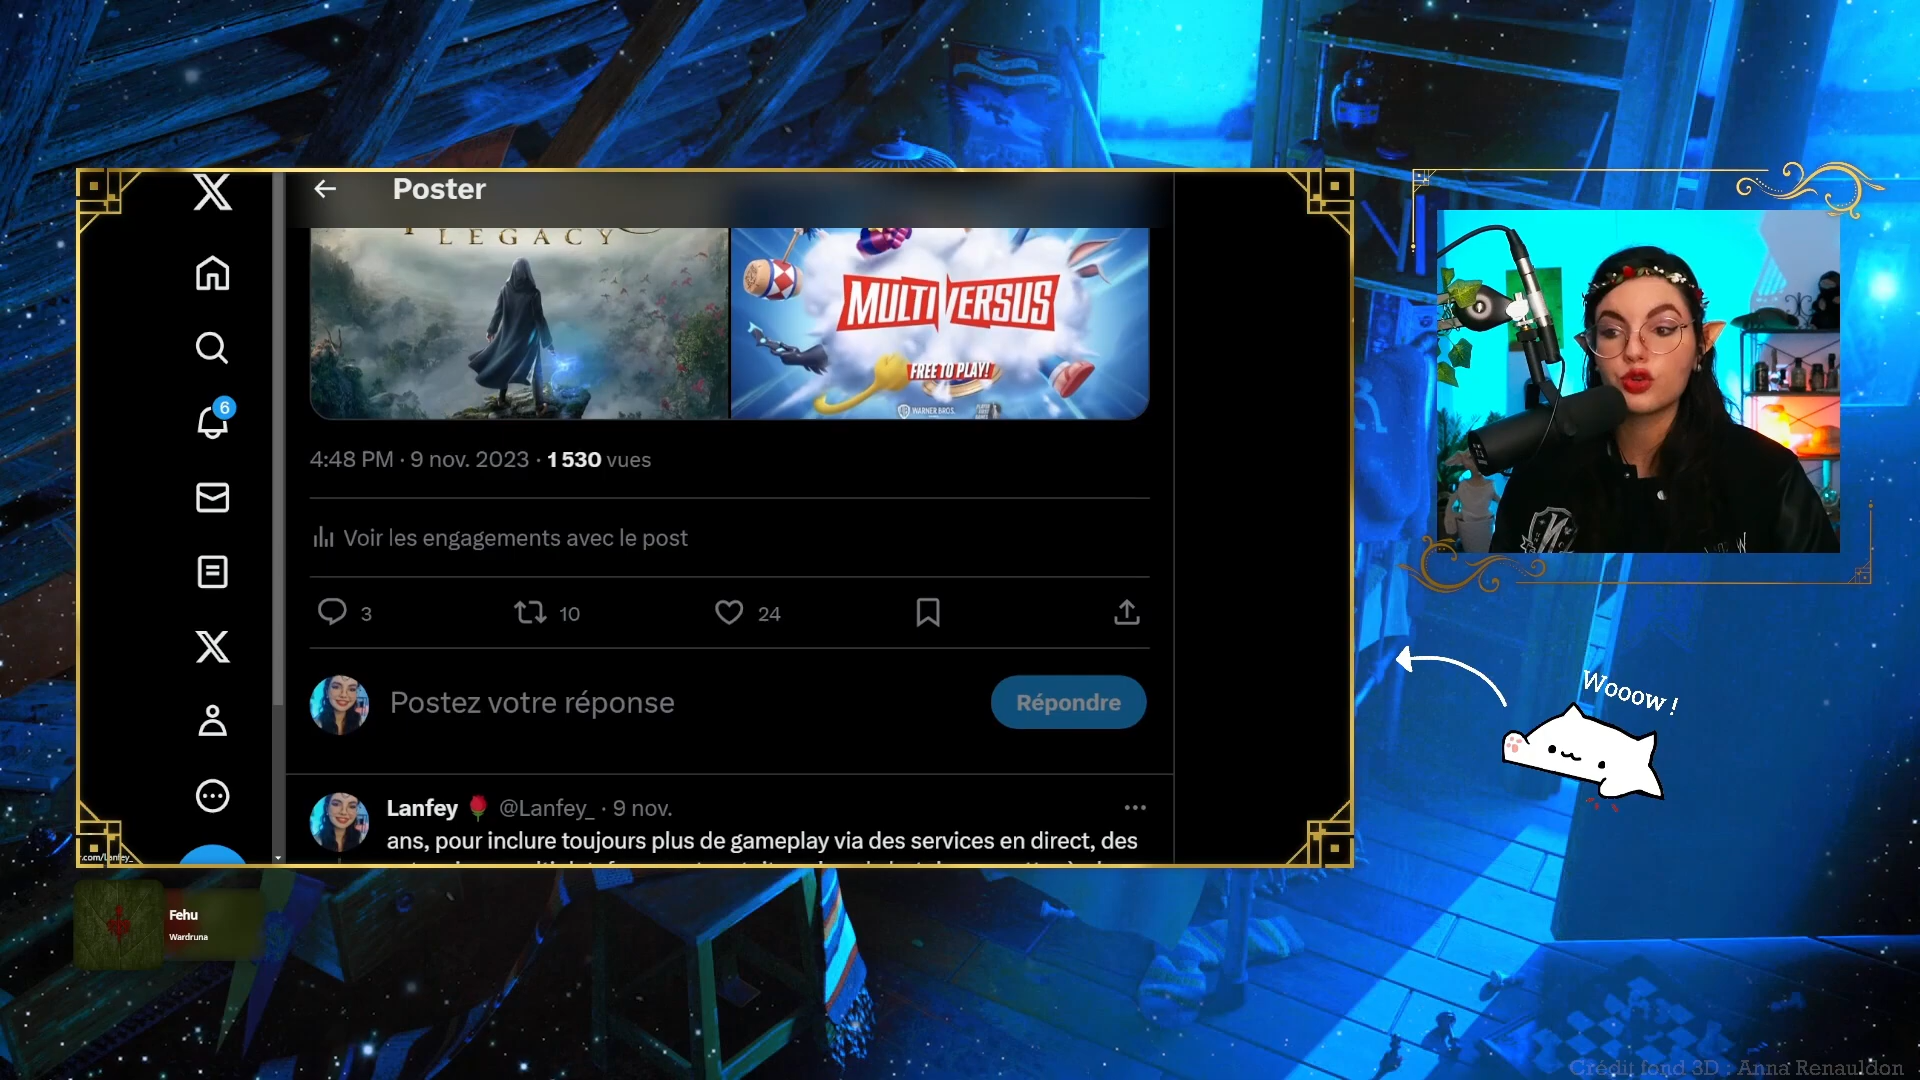 Poster
LEGACY
MULTIVERSUS
FREE TO PLAY!
WARNER BROS.
6
4:48 PM · 9 nov. 2023 · 1 530 vues
Voir les engagements avec le post
3 10 24
Postez votre réponse
Répondre
Lanfey 🌹 @Lanfey_ · 9 nov.
ans, pour inclure toujours plus de gameplay via des services en direct, des
r.com/Lanfey_
Wooow !
Fehu
Wardruna
Crédit fond 3D : Anna Renauldon